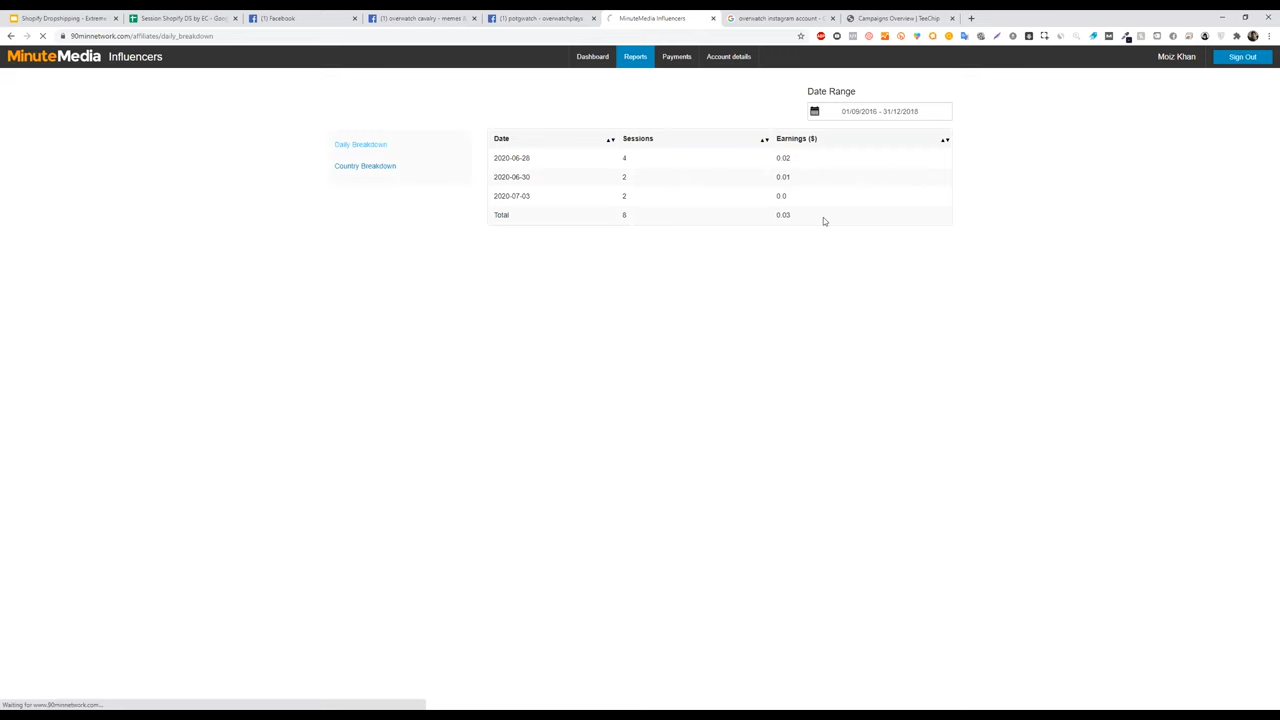 Shopify Dropshipping - Extrem
Session Shopify DS by EC - Goog
(1) Facebook
(1) overwatch cavalry - memes &
(1) potgwatch - overwatchplays
MinuteMedia Influencers
overwatch instagram account - G
Campaigns Overview | TeeChip
90minnetwork.com/affiliates/daily_breakdown
MinuteMedia Influencers
Dashboard
Reports
Payments
Account details
Moiz Khan
Sign Out
Date Range
01/09/2016 - 31/12/2018
Daily Breakdown
Country Breakdown
Date Sessions Earnings ($)
2020-06-28 4 0.02
2020-06-30 2 0.01
2020-07-03 2 0.0
Total 8 0.03
Waiting for www.90minnetwork.com...